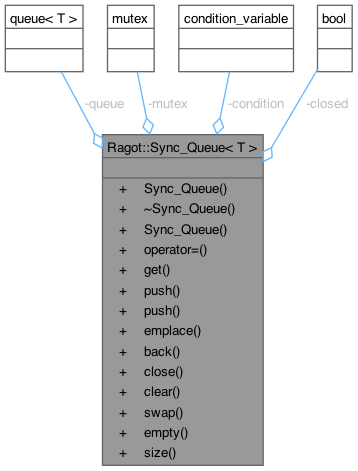 queue< T >
mutex
condition_variable
bool
-queue
-mutex
-condition
-closed
Ragot::Sync_Queue< T >
+ Sync_Queue()
+ ~Sync_Queue()
+ Sync_Queue()
+ operator=()
+ get()
+ push()
+ push()
+ emplace()
+ back()
+ close()
+ clear()
+ swap()
+ empty()
+ size()